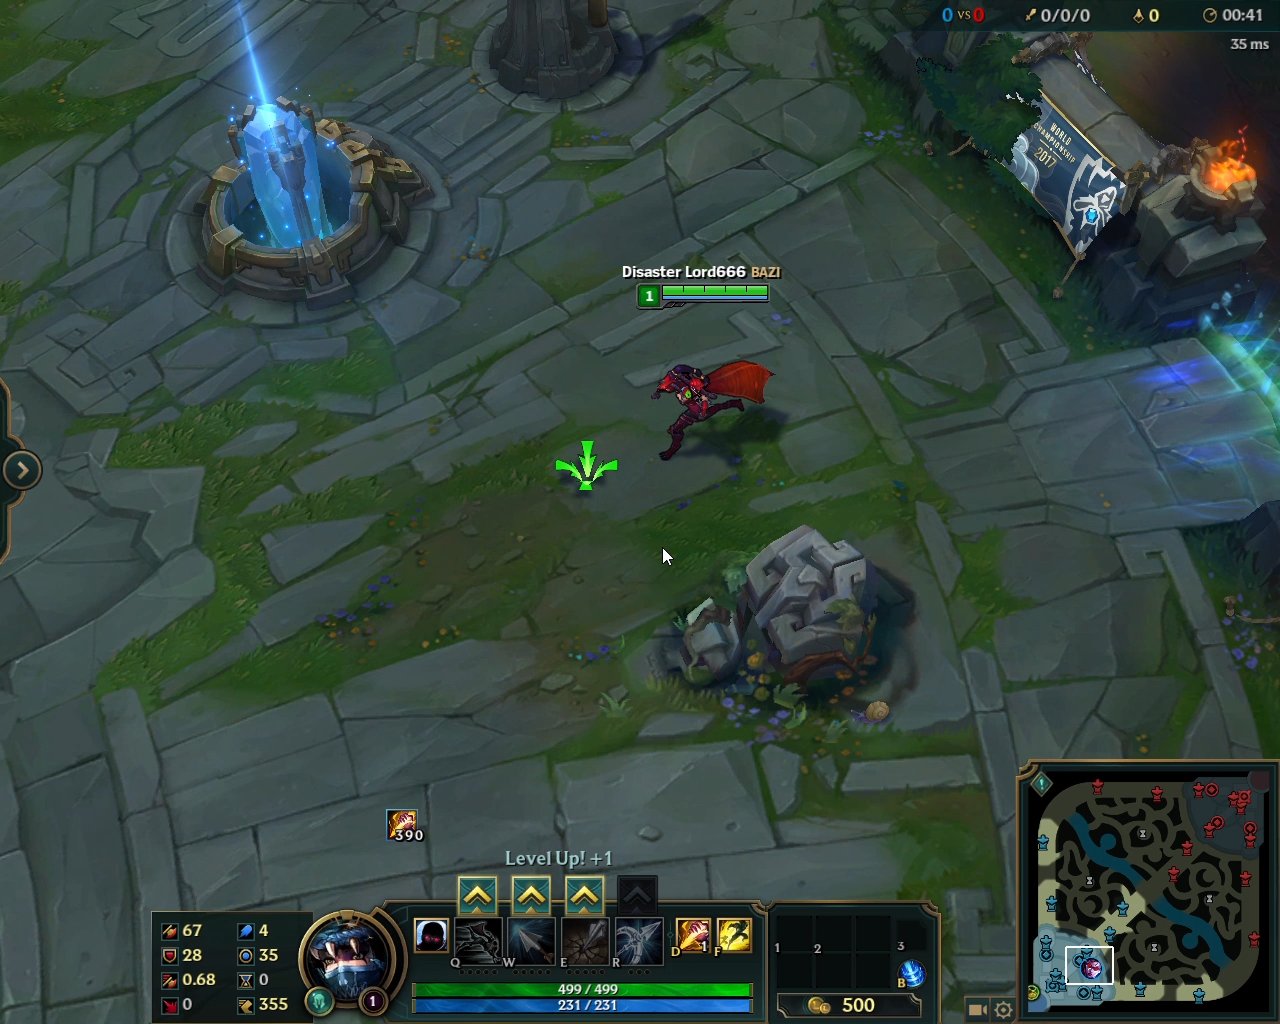 0 VS 0 0/0/0 0 00:41
35 ms
WORLD
CHAMPIONSHIP
2017
Disaster Lord666 BAZI
1
390
Level Up! +1
67 4
28 35
0.68 0
0 355
1
Q W E R D 1 F
499 / 499
231 / 231
1 2 3
B
500